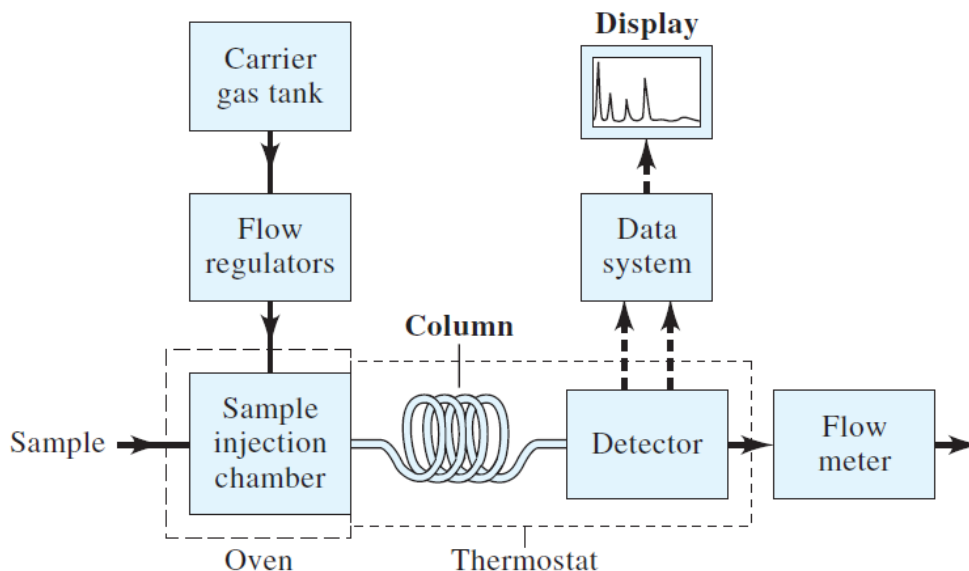 Display
Carrier
gas tank
Flow
regulators
Data
system
Column
Sample
Sample
injection
chamber
Detector
Flow
meter
Oven
Thermostat